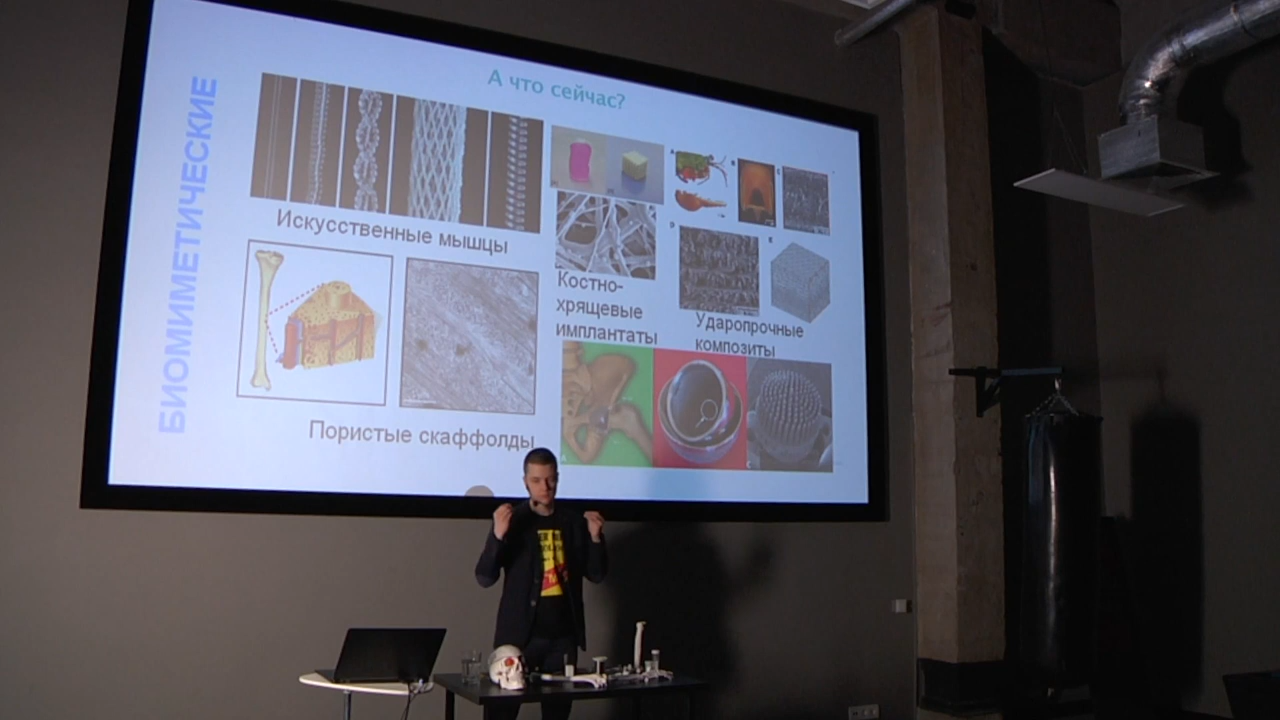 А что сейчас?
БИОМИМЕТИЧЕСКИЕ
Искусственные мышцы
Костно-
хрящевые
имплантаты
Ударопрочные
композиты
Пористые скаффолды